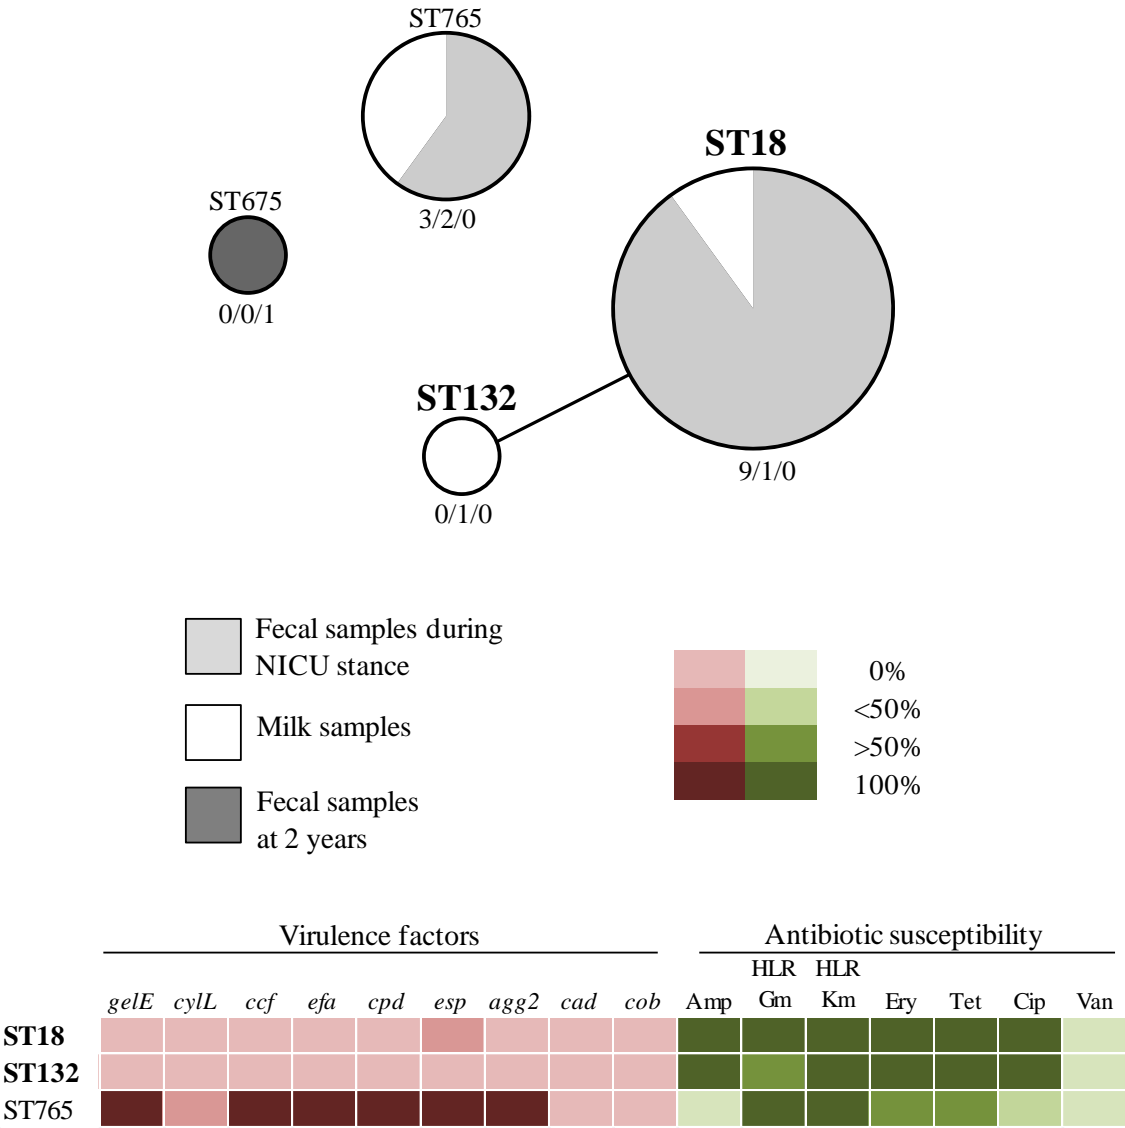 ST765
3/2/0
ST18
9/1/0
ST675
0/0/1
ST132
0/1/0
Fecal samples during
NICU stance
Milk samples
Fecal samples
at 2 years
0%
<50%
>50%
100%
Virulence factors
Antibiotic susceptibility
gelE cylL ccf efa cpd esp agg2 cad cob Amp HLR Gm HLR Km Ery Tet Cip Van
ST18
ST132
ST765